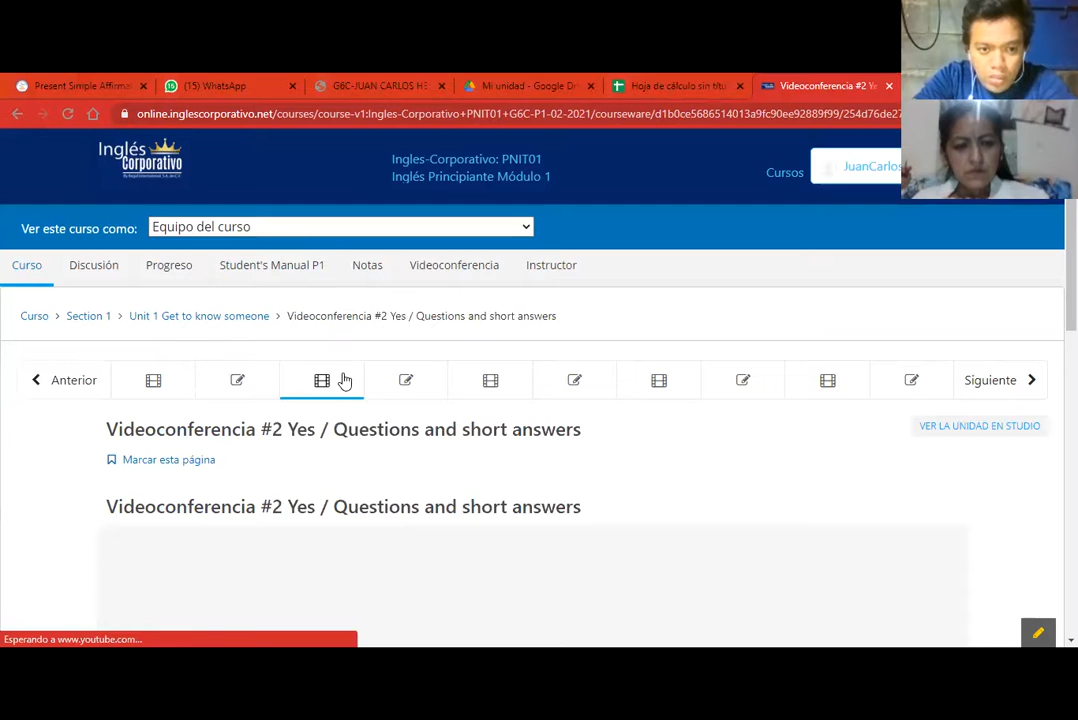 Present Simple Affirmat
(15) WhatsApp
G6C-JUAN CARLOS HE
Mi unidad - Google Dr
Hoja de cálculo sin títu
Videoconferencia #2 Ye
online.inglescorporativo.net/courses/course-v1:Ingles-Corporativo+PNIT01+G6C-P1-02-2021/courseware/d1b0ce5686514013a9fc90ee92889f99/254d76de27
Inglés
Corporativo
Ingles-Corporativo: PNIT01
Inglés Principiante Módulo 1
Cursos
JuanCarlos
Ver este curso como:
Equipo del curso
Curso
Discusión
Progreso
Student's Manual P1
Notas
Videoconferencia
Instructor
Curso > Section 1 > Unit 1 Get to know someone > Videoconferencia #2 Yes / Questions and short answers
Anterior
Siguiente
Videoconferencia #2 Yes / Questions and short answers
VER LA UNIDAD EN STUDIO
Marcar esta página
Videoconferencia #2 Yes / Questions and short answers
Esperando a www.youtube.com...